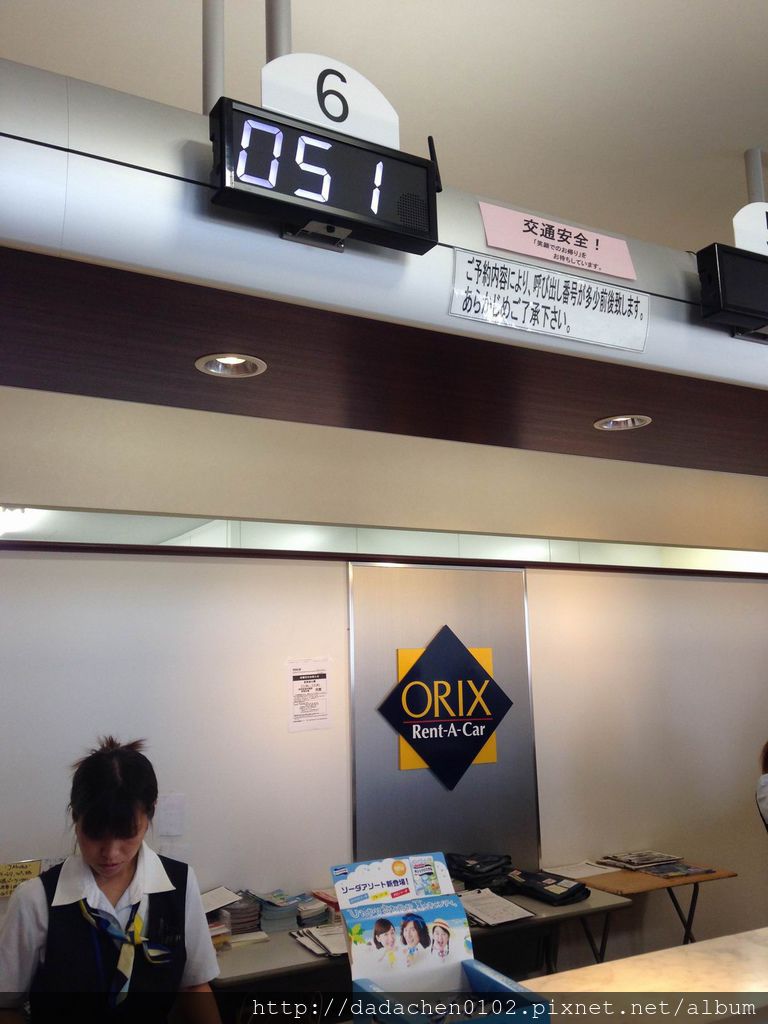 6
051
交通安全！
「笑顔でのお帰り」を
お待ちしています。
ご予約内容により、呼び出し番号が多少前後致します。
あらかじめご了承下さい。
ORIX
Rent-A-Car
ソーダアソート新登場！
http://dadachen0102.pixnet.net/album